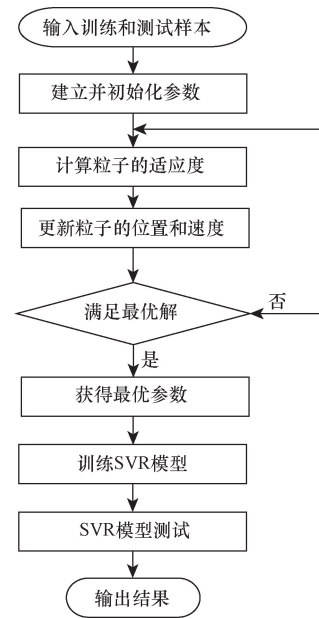 输入训练和测试样本
建立并初始化参数
计算粒子的适应度
更新粒子的位置和速度
满足最优解
否
是
获得最优参数
训练SVR模型
SVR模型测试
输出结果